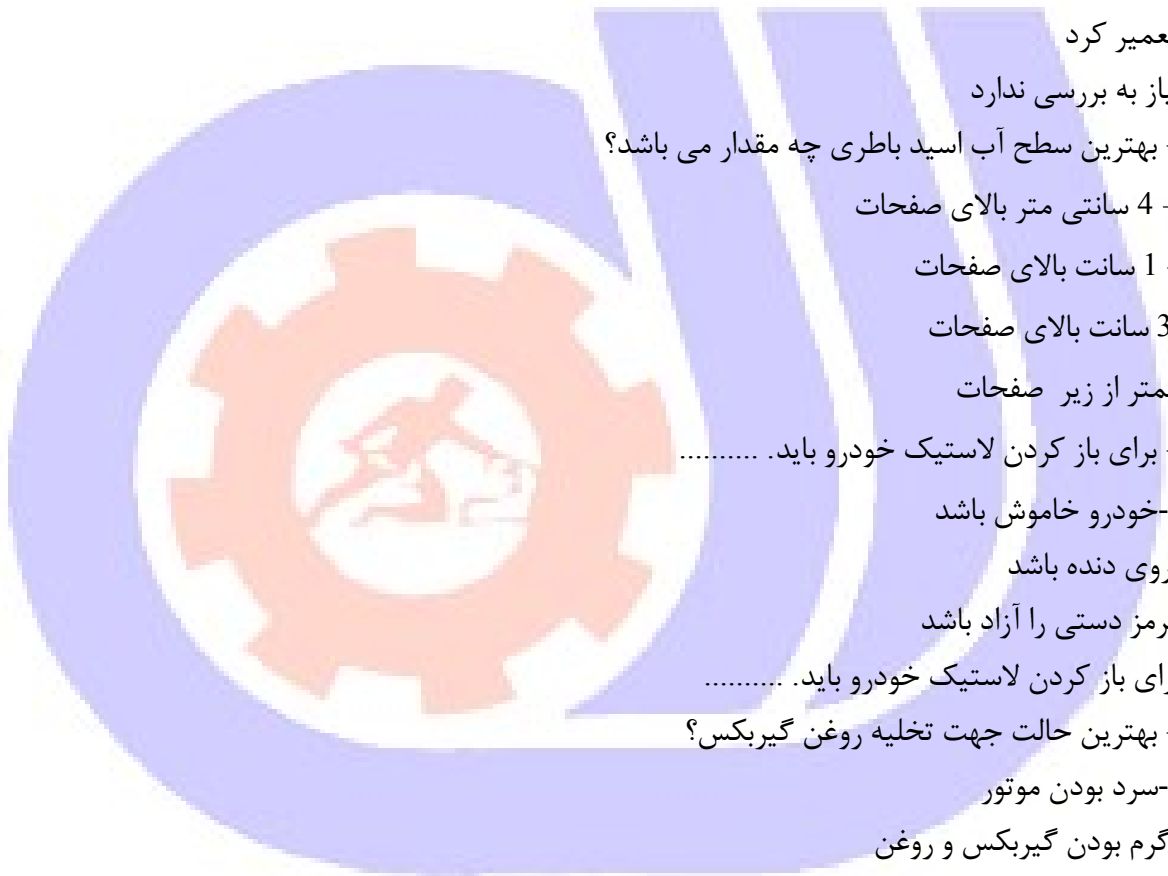 عمیر کرد
باز به بررسی ندارد
- بهترین سطح آب اسید باطری چه مقدار می باشد؟
- 4 سانتی متر بالای صفحات
- 1 سانت بالای صفحات
3 سانت بالای صفحات
متر از زیر صفحات
- برای باز کردن لاستیک خودرو باید. ..........
-خودرو خاموش باشد
روی دنده باشد
رمز دستی را آزاد باشد
رای باز کردن لاستیک خودرو باید. ..........
- بهترین حالت جهت تخلیه روغن گیربکس؟
-سرد بودن موتور
گرم بودن گیربکس و روغن